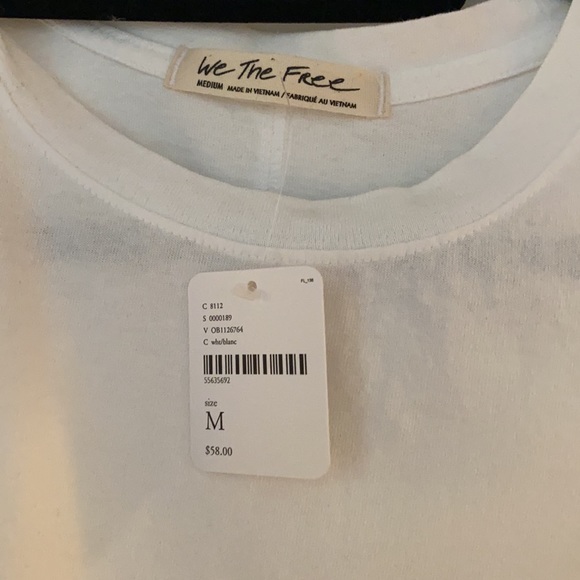 We The Free
MEDIUM MADE IN VIETNAM / FABRIQUÉ AU VIETNAM
FL_198
C 8112
S 0000189
V OB1126764
C wht/blanc
55635692
size
M
$58.00